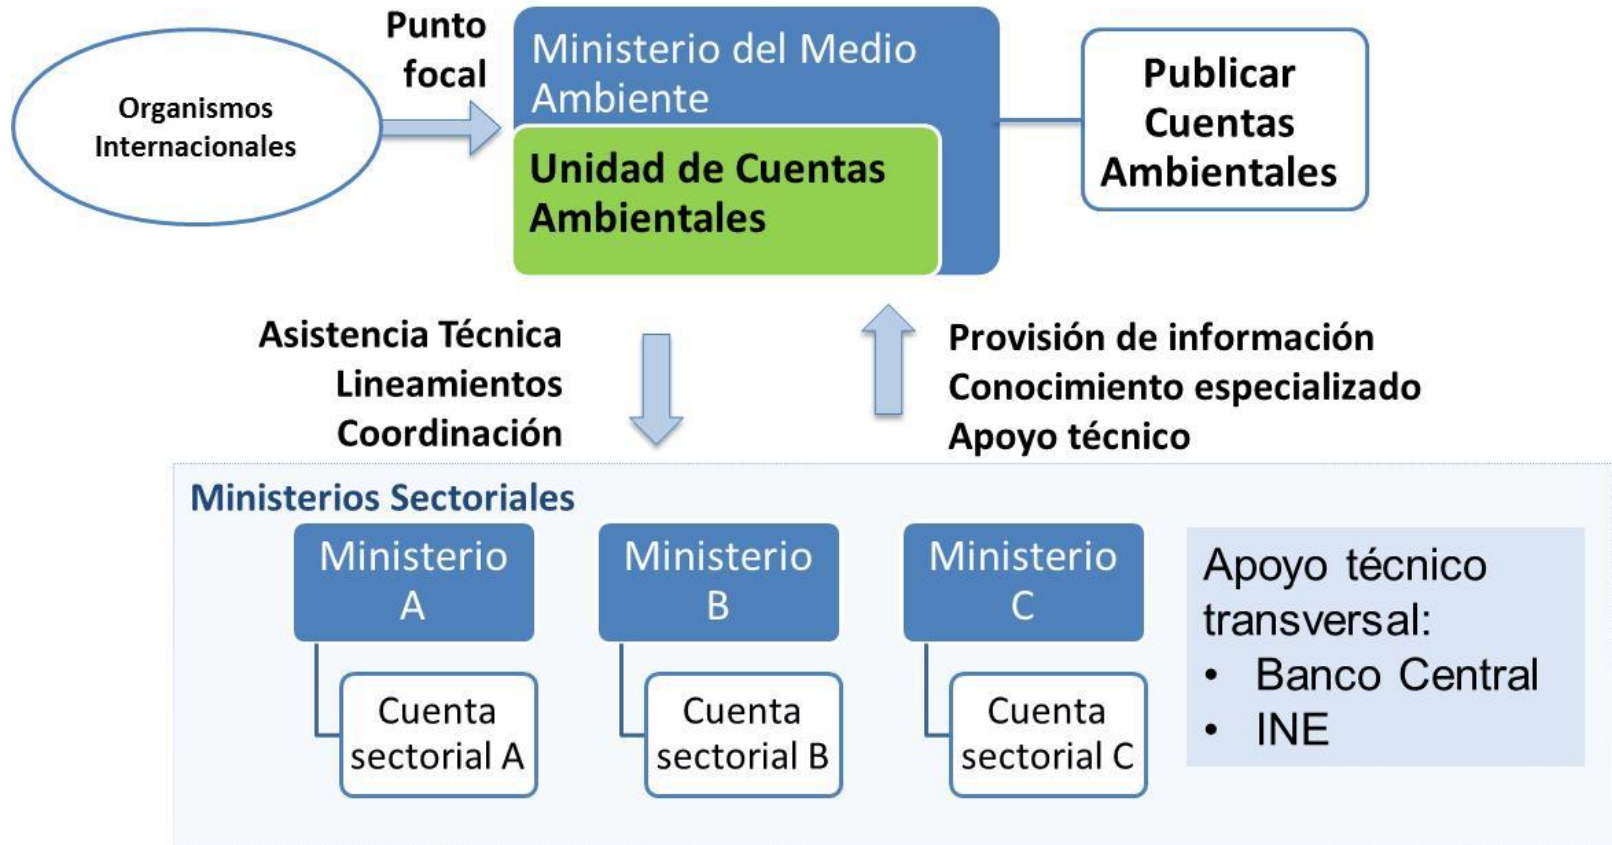 Punto
focal
Organismos
Internacionales
Ministerio del Medio
Ambiente
Unidad de Cuentas
Ambientales
Publicar
Cuentas
Ambientales
Asistencia Técnica
Lineamientos
Coordinación
Provisión de información
Conocimiento especializado
Apoyo técnico
Ministerios Sectoriales
Ministerio
A
Cuenta
sectorial A
Ministerio
B
Cuenta
sectorial B
Ministerio
C
Cuenta
sectorial C
Apoyo técnico
transversal:
• Banco Central
• INE